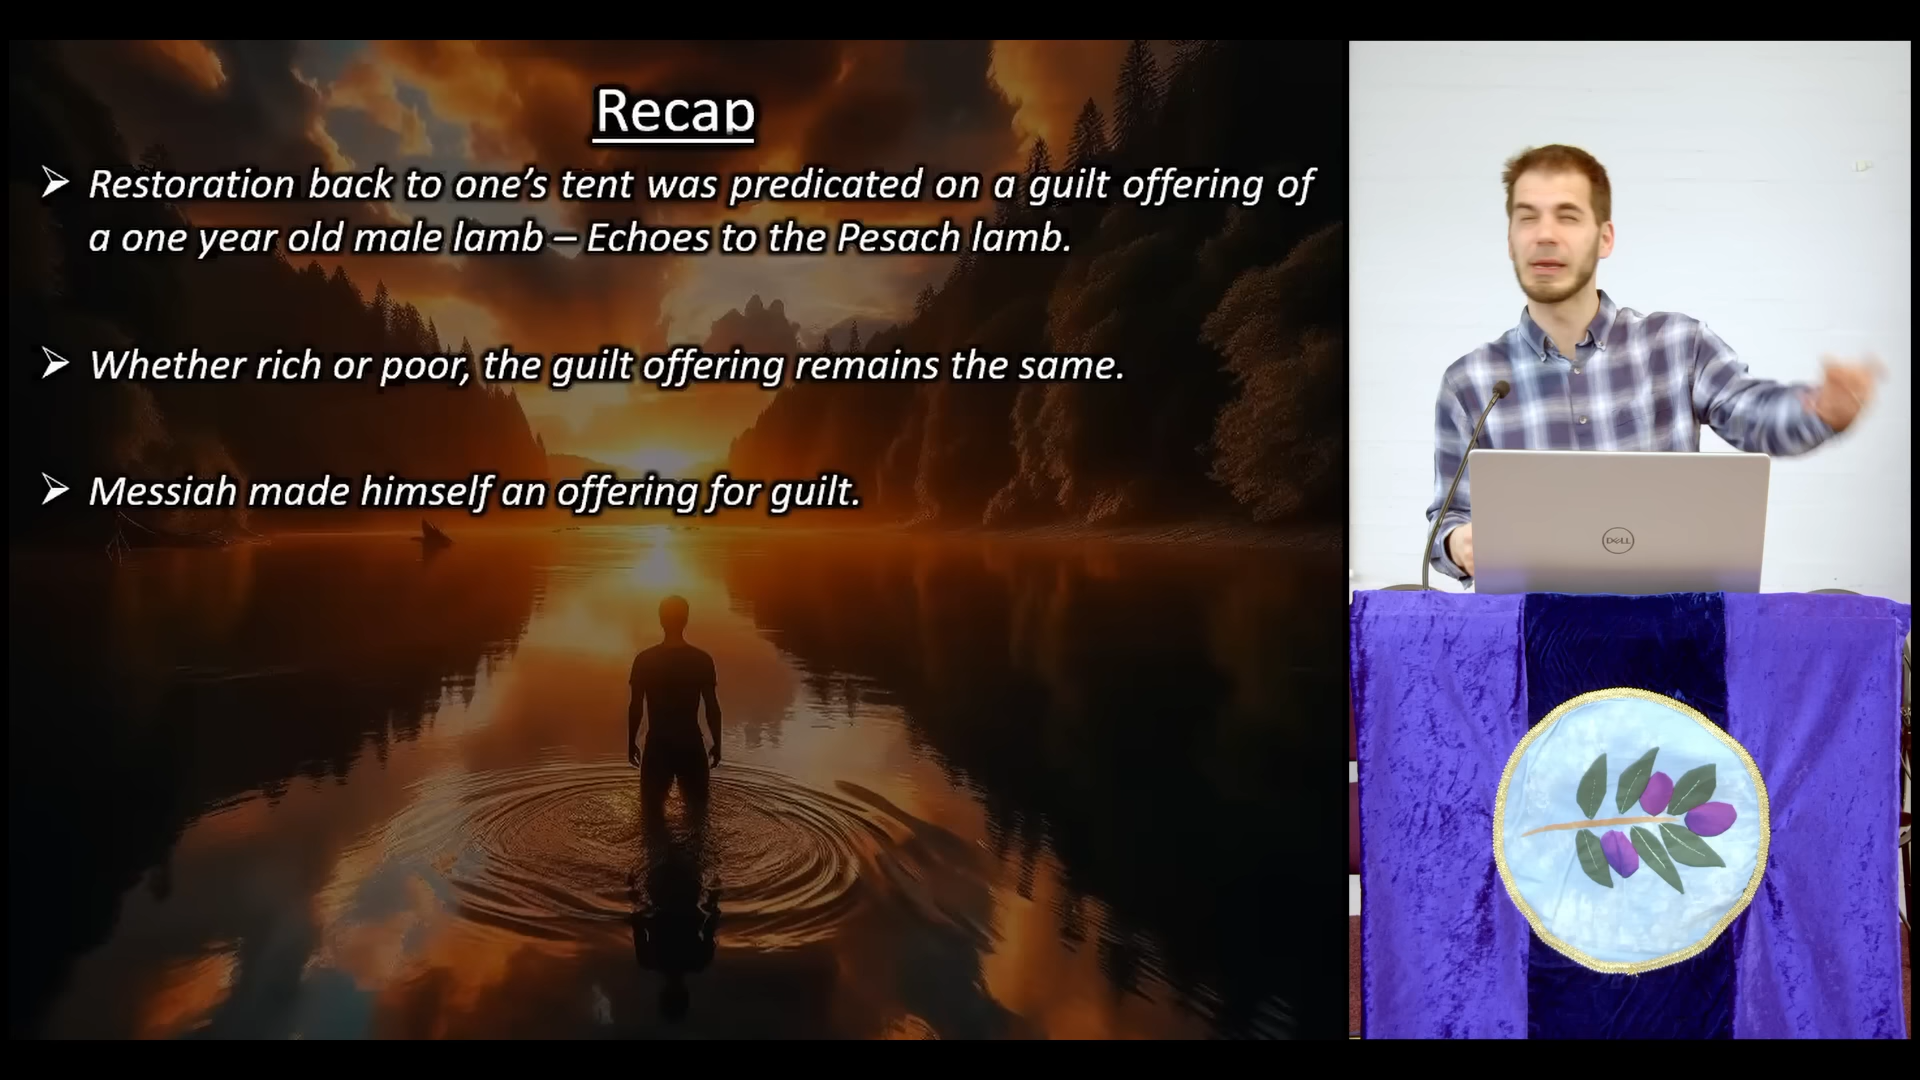 Recap
➢ Restoration back to one's tent was predicated on a guilt offering of
a one year old male lamb – Echoes to the Pesach lamb.
➢ Whether rich or poor, the guilt offering remains the same.
➢ Messiah made himself an offering for guilt.
DELL